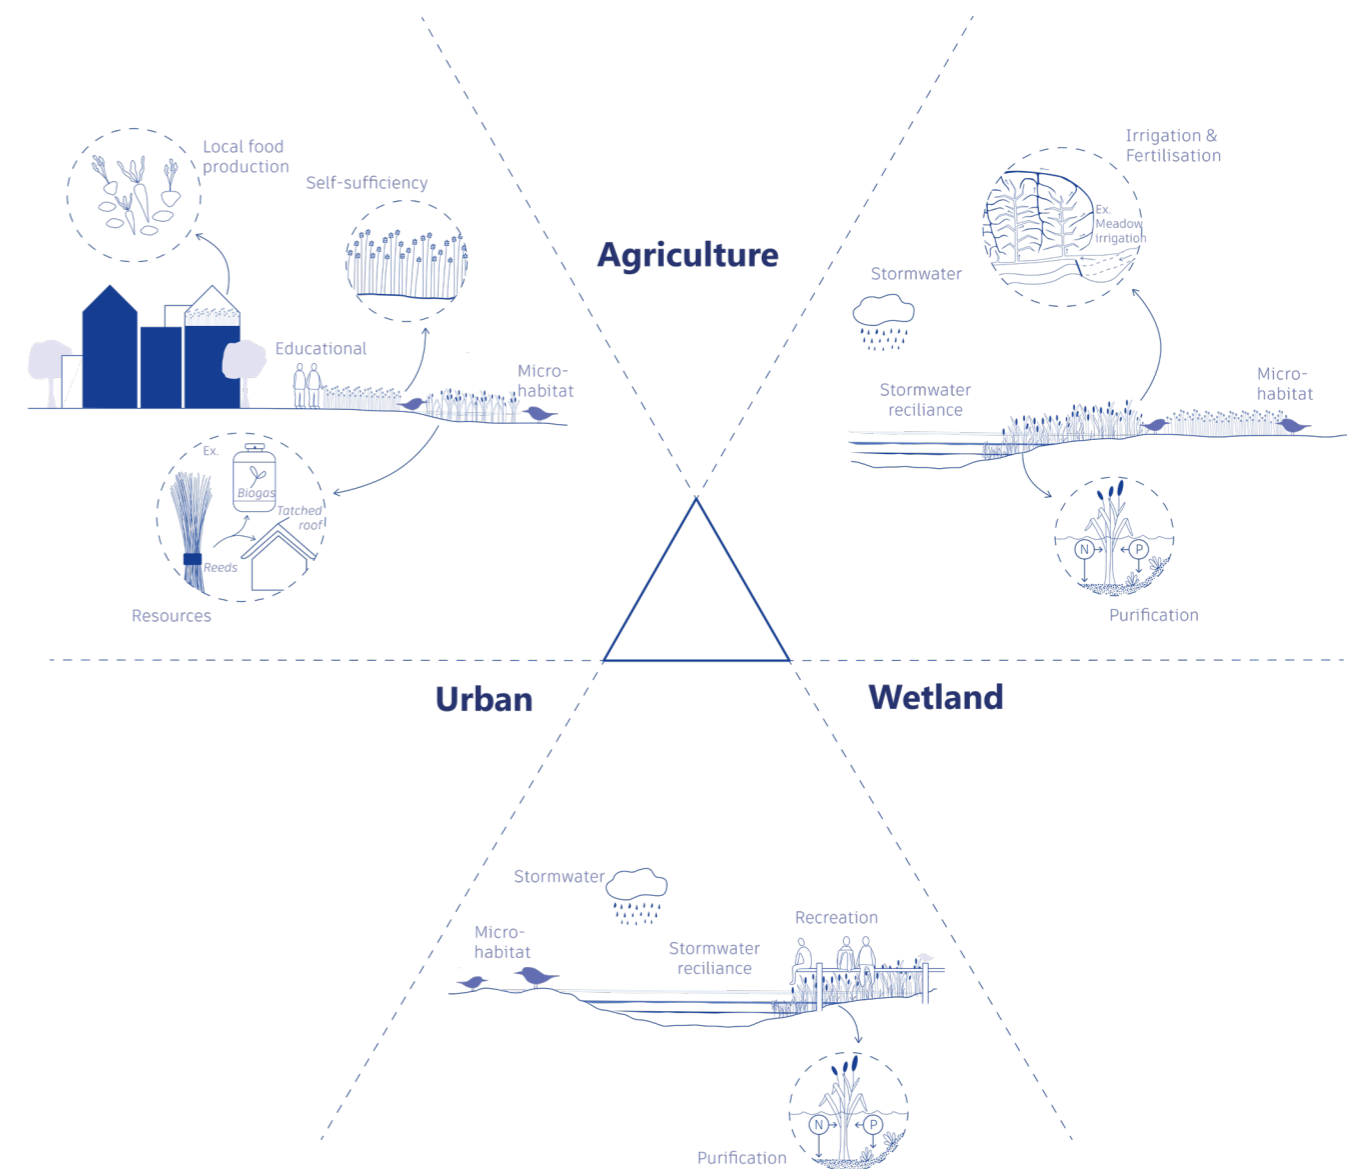 Agriculture
Urban
Wetland
Local food
production
Self-sufficiency
Educational
Micro-
habitat
Ex.
Biogas
Tatched
roof
Reeds
Resources
Irrigation &
Fertilisation
Ex.
Meadow
irrigation
Stormwater
Stormwater
reciliance
Micro-
habitat
N
P
Purification
Stormwater
Micro-
habitat
Stormwater
reciliance
Recreation
N
P
Purification